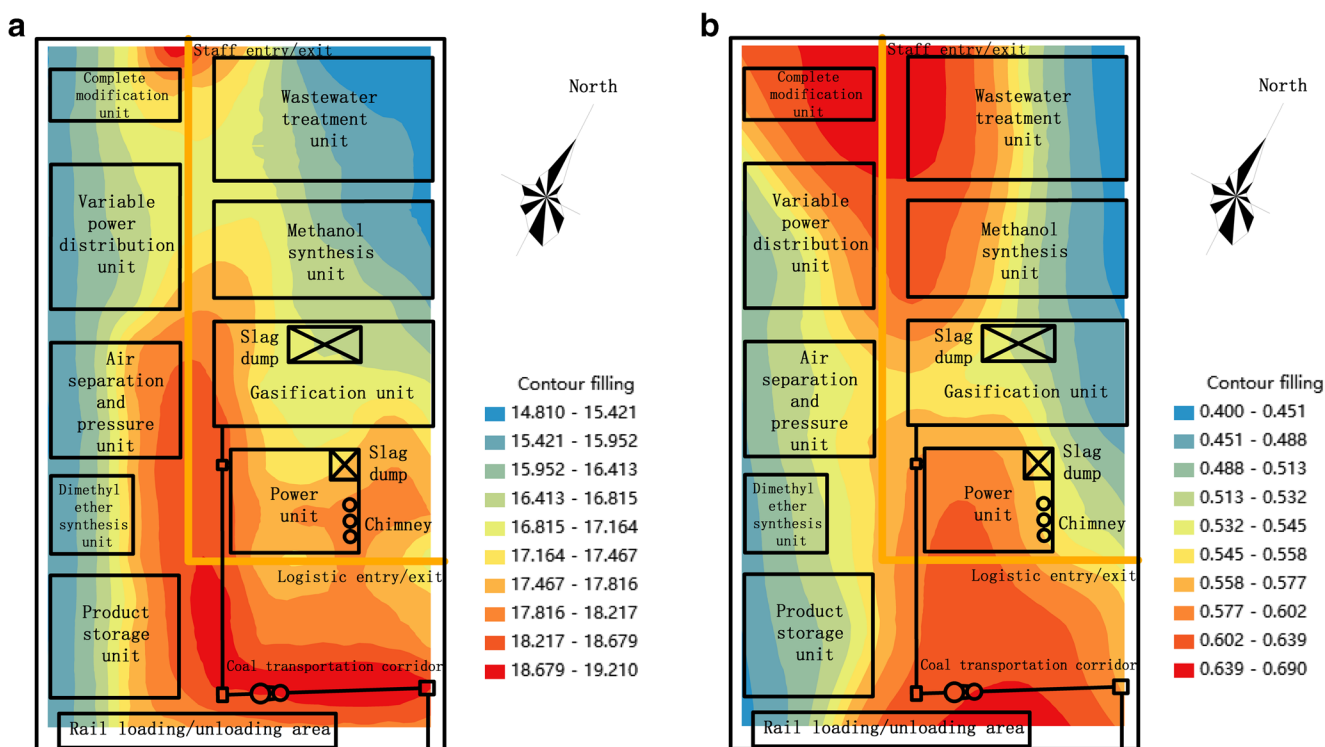 a
Staff entry/exit
Complete
modification
unit
Wastewater
treatment
unit
Variable
power
distribution
unit
Methanol
synthesis
unit
Slag
dump
Gasification unit
Air
separation
and
pressure
unit
Slag
dump
Power
unit
Chimney
Dimethyl
ether
synthesis
unit
Logistic entry/exit
Product
storage
unit
Coal transportation corridor
Rail loading/unloading area
North
Contour filling
14.810 - 15.421
15.421 - 15.952
15.952 - 16.413
16.413 - 16.815
16.815 - 17.164
17.164 - 17.467
17.467 - 17.816
17.816 - 18.217
18.217 - 18.679
18.679 - 19.210
b
Staff entry/exit
Complete
modification
unit
Wastewater
treatment
unit
Variable
power
distribution
unit
Methanol
synthesis
unit
Slag
dump
Gasification unit
Air
separation
and
pressure
unit
Slag
dump
Power
unit
Chimney
Dimethyl
ether
synthesis
unit
Logistic entry/exit
Product
storage
unit
Coal transportation corridor
Rail loading/unloading area
North
Contour filling
0.400 - 0.451
0.451 - 0.488
0.488 - 0.513
0.513 - 0.532
0.532 - 0.545
0.545 - 0.558
0.558 - 0.577
0.577 - 0.602
0.602 - 0.639
0.639 - 0.690